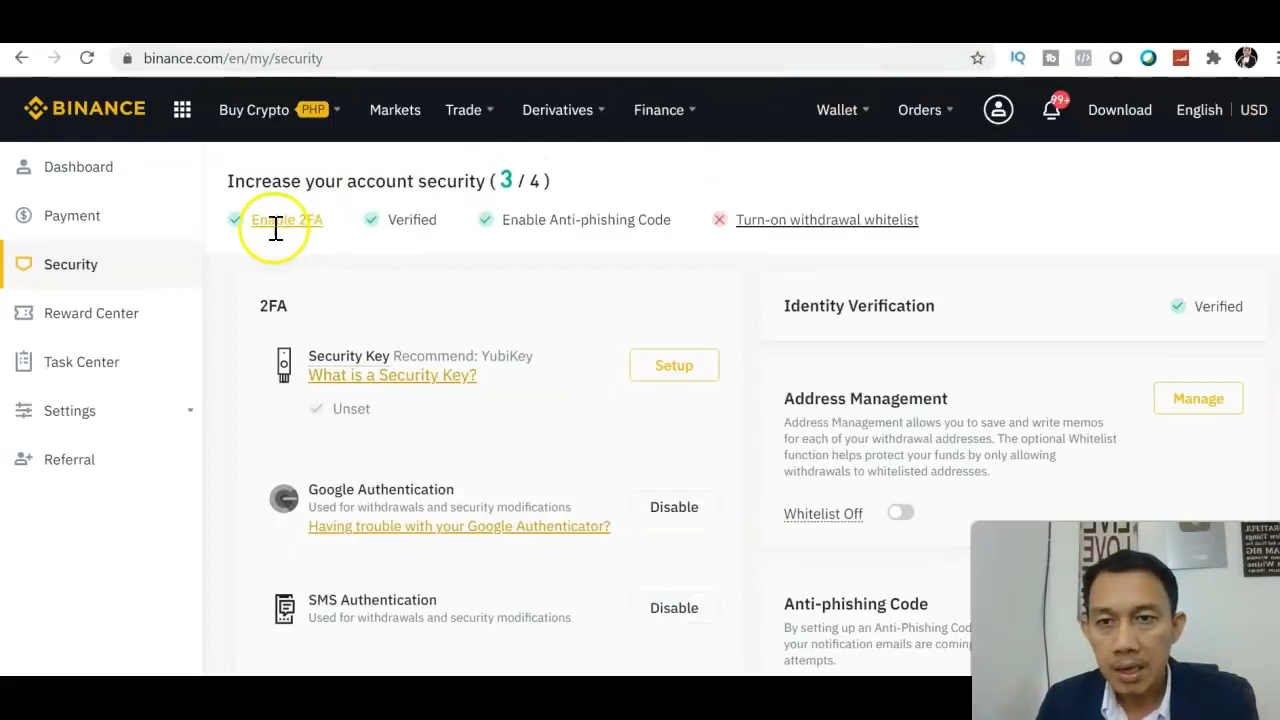 binance.com/en/my/security
BINANCE
Buy Crypto PHP
Markets
Trade
Derivatives
Finance
Wallet
Orders
99+
Download
English
USD
Dashboard
Payment
Security
Reward Center
Task Center
Settings
Referral
Increase your account security ( 3 / 4 )
Enable 2FA
Verified
Enable Anti-phishing Code
Turn-on withdrawal whitelist
2FA
Security Key Recommend: YubiKey
What is a Security Key?
Unset
Setup
Google Authentication
Used for withdrawals and security modifications
Having trouble with your Google Authenticator?
Disable
SMS Authentication
Used for withdrawals and security modifications
Disable
Identity Verification
Verified
Address Management
Address Management allows you to save and write memos
for each of your withdrawal addresses. The optional Whitelist
function helps protect your funds by only allowing
withdrawals to whitelisted addresses.
Manage
Whitelist Off
Anti-phishing Code
By setting up an Anti-Phishing Cod
your notification emails are coming
attempts.
LOVE